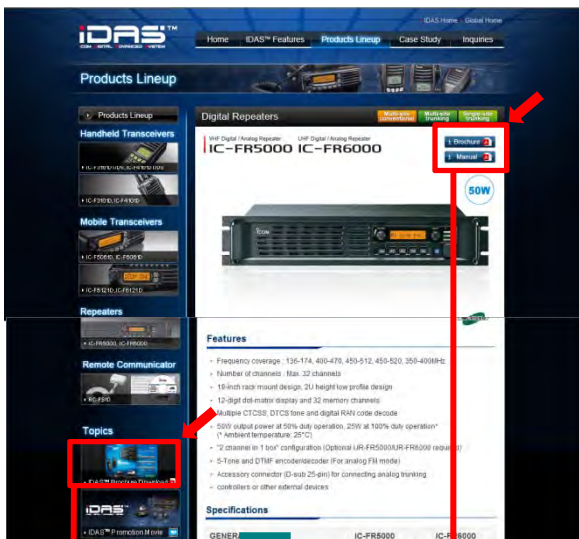 iDAS™
ICOM DIGITAL ADVANCED SYSTEM
IDAS Home
Global Home
Home
IDAS™ Features
Products Lineup
Case Study
Inquiries
Products Lineup
Products Lineup
Handheld Transceivers
Mobile Transceivers
Repeaters
IC-FR5000, IC-FR6000
Remote Communicator
Topics
IDAS™ Brochure Download
iDAS™
IDAS™ Promotion Movie
Digital Repeaters
Multi-site conventional
Multi-site trunking
Single-site trunking
VHF Digital / Analog Repeater
UHF Digital / Analog Repeater
IC-FR5000 IC-FR6000
Brochure
Manual
50W
ICOM
Features
Frequency coverage : 136-174, 400-470, 450-512, 450-520, 350-400MHz
Number of channels : Max. 32 channels
19-inch rack mount design, 2U height low profile design
12-digit dot-matrix display and 32 memory channels
Multiple CTCSS, DTCS tone and digital RAN code decode
50W output power at 50% duty operation, 25W at 100% duty operation*
(* Ambient temperature: 25°C)
"2 channel in 1 box" configuration (Optional UR-FR5000/UR-FR6000 required)
5-Tone and DTMF encoder/decoder (For analog FM mode)
Accessory connector (D-sub 25-pin) for connecting analog trunking
controllers or other external devices
Specifications
IC-FR5000